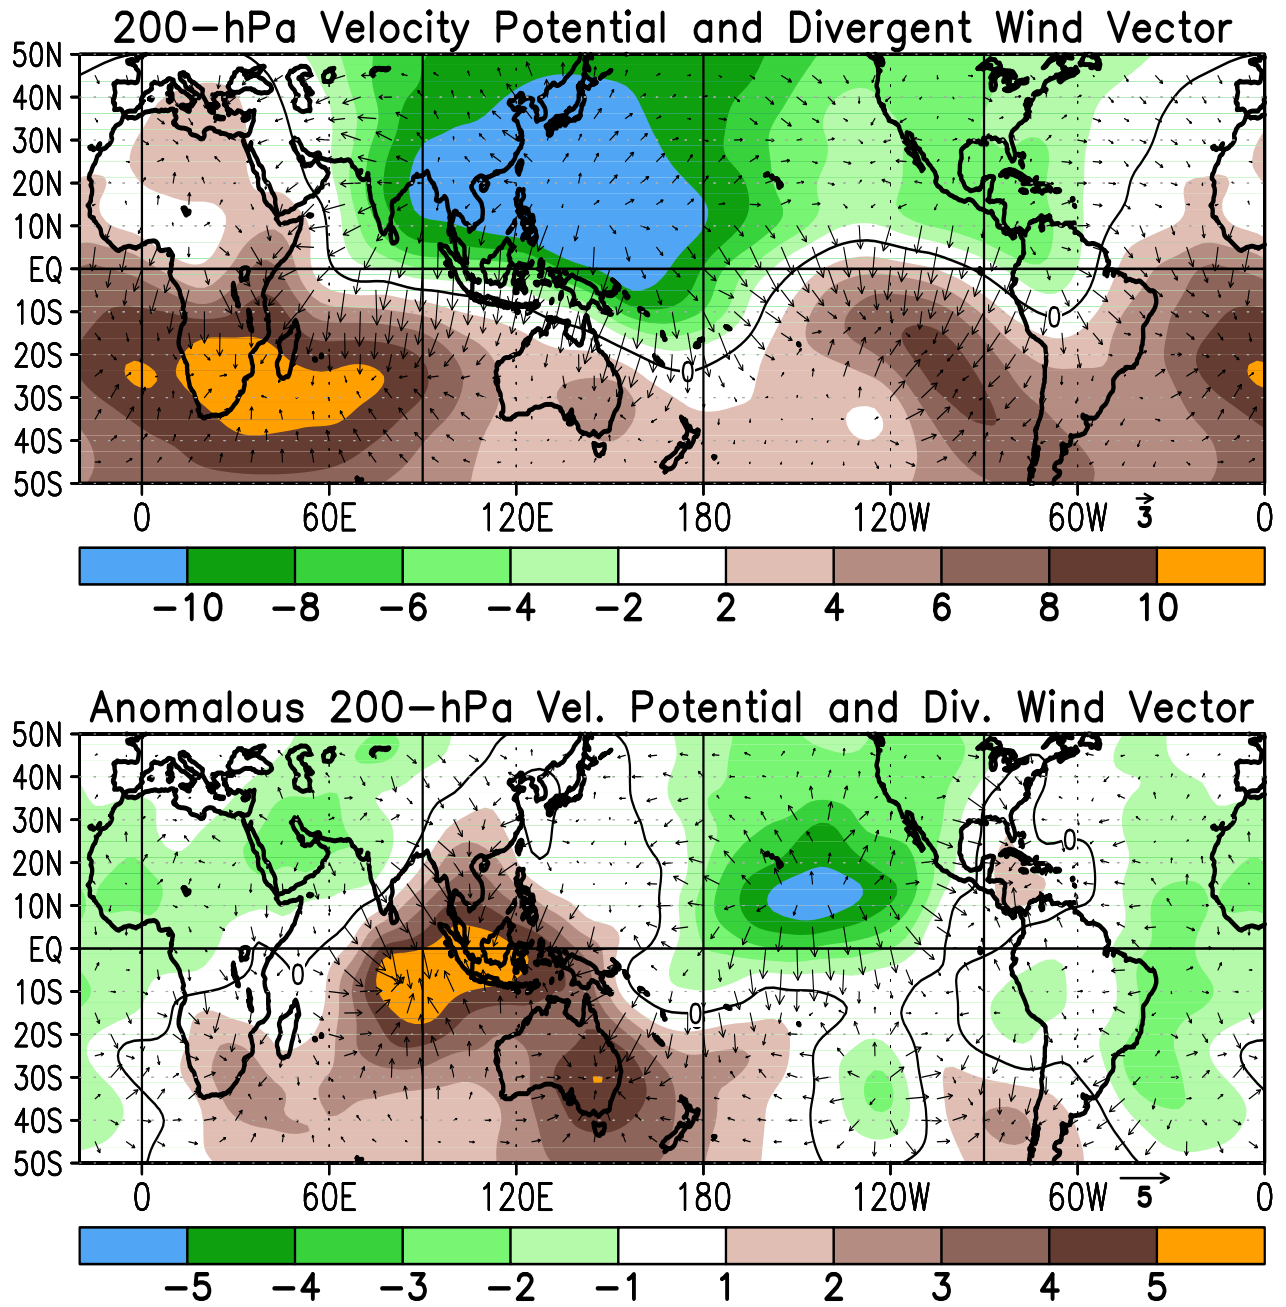 200-hPa Velocity Potential and Divergent Wind Vector
50N
40N
30N
20N
10N
EQ
10S
20S
30S
40S
50S
0
0
0 60E 120E 180 120W 60W 3 0
-10 -8 -6 -4 -2 2 4 6 8 10
Anomalous 200-hPa Vel. Potential and Div. Wind Vector
50N
40N
30N
20N
10N
EQ
10S
20S
30S
40S
50S
0
0
0
0 60E 120E 180 120W 60W 5 0
-5 -4 -3 -2 -1 1 2 3 4 5